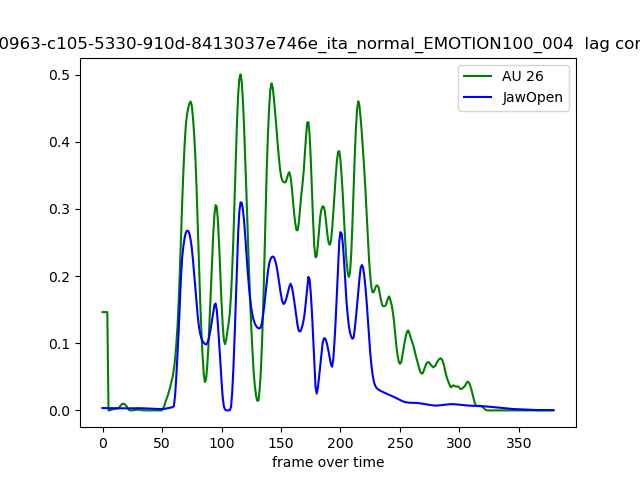 0963-c105-5330-910d-8413037e746e_ita_normal_EMOTION100_004 lag cor
AU 26
JawOpen
0.5
0.4
0.3
0.2
0.1
0.0
0 50 100 150 200 250 300 350
frame over time